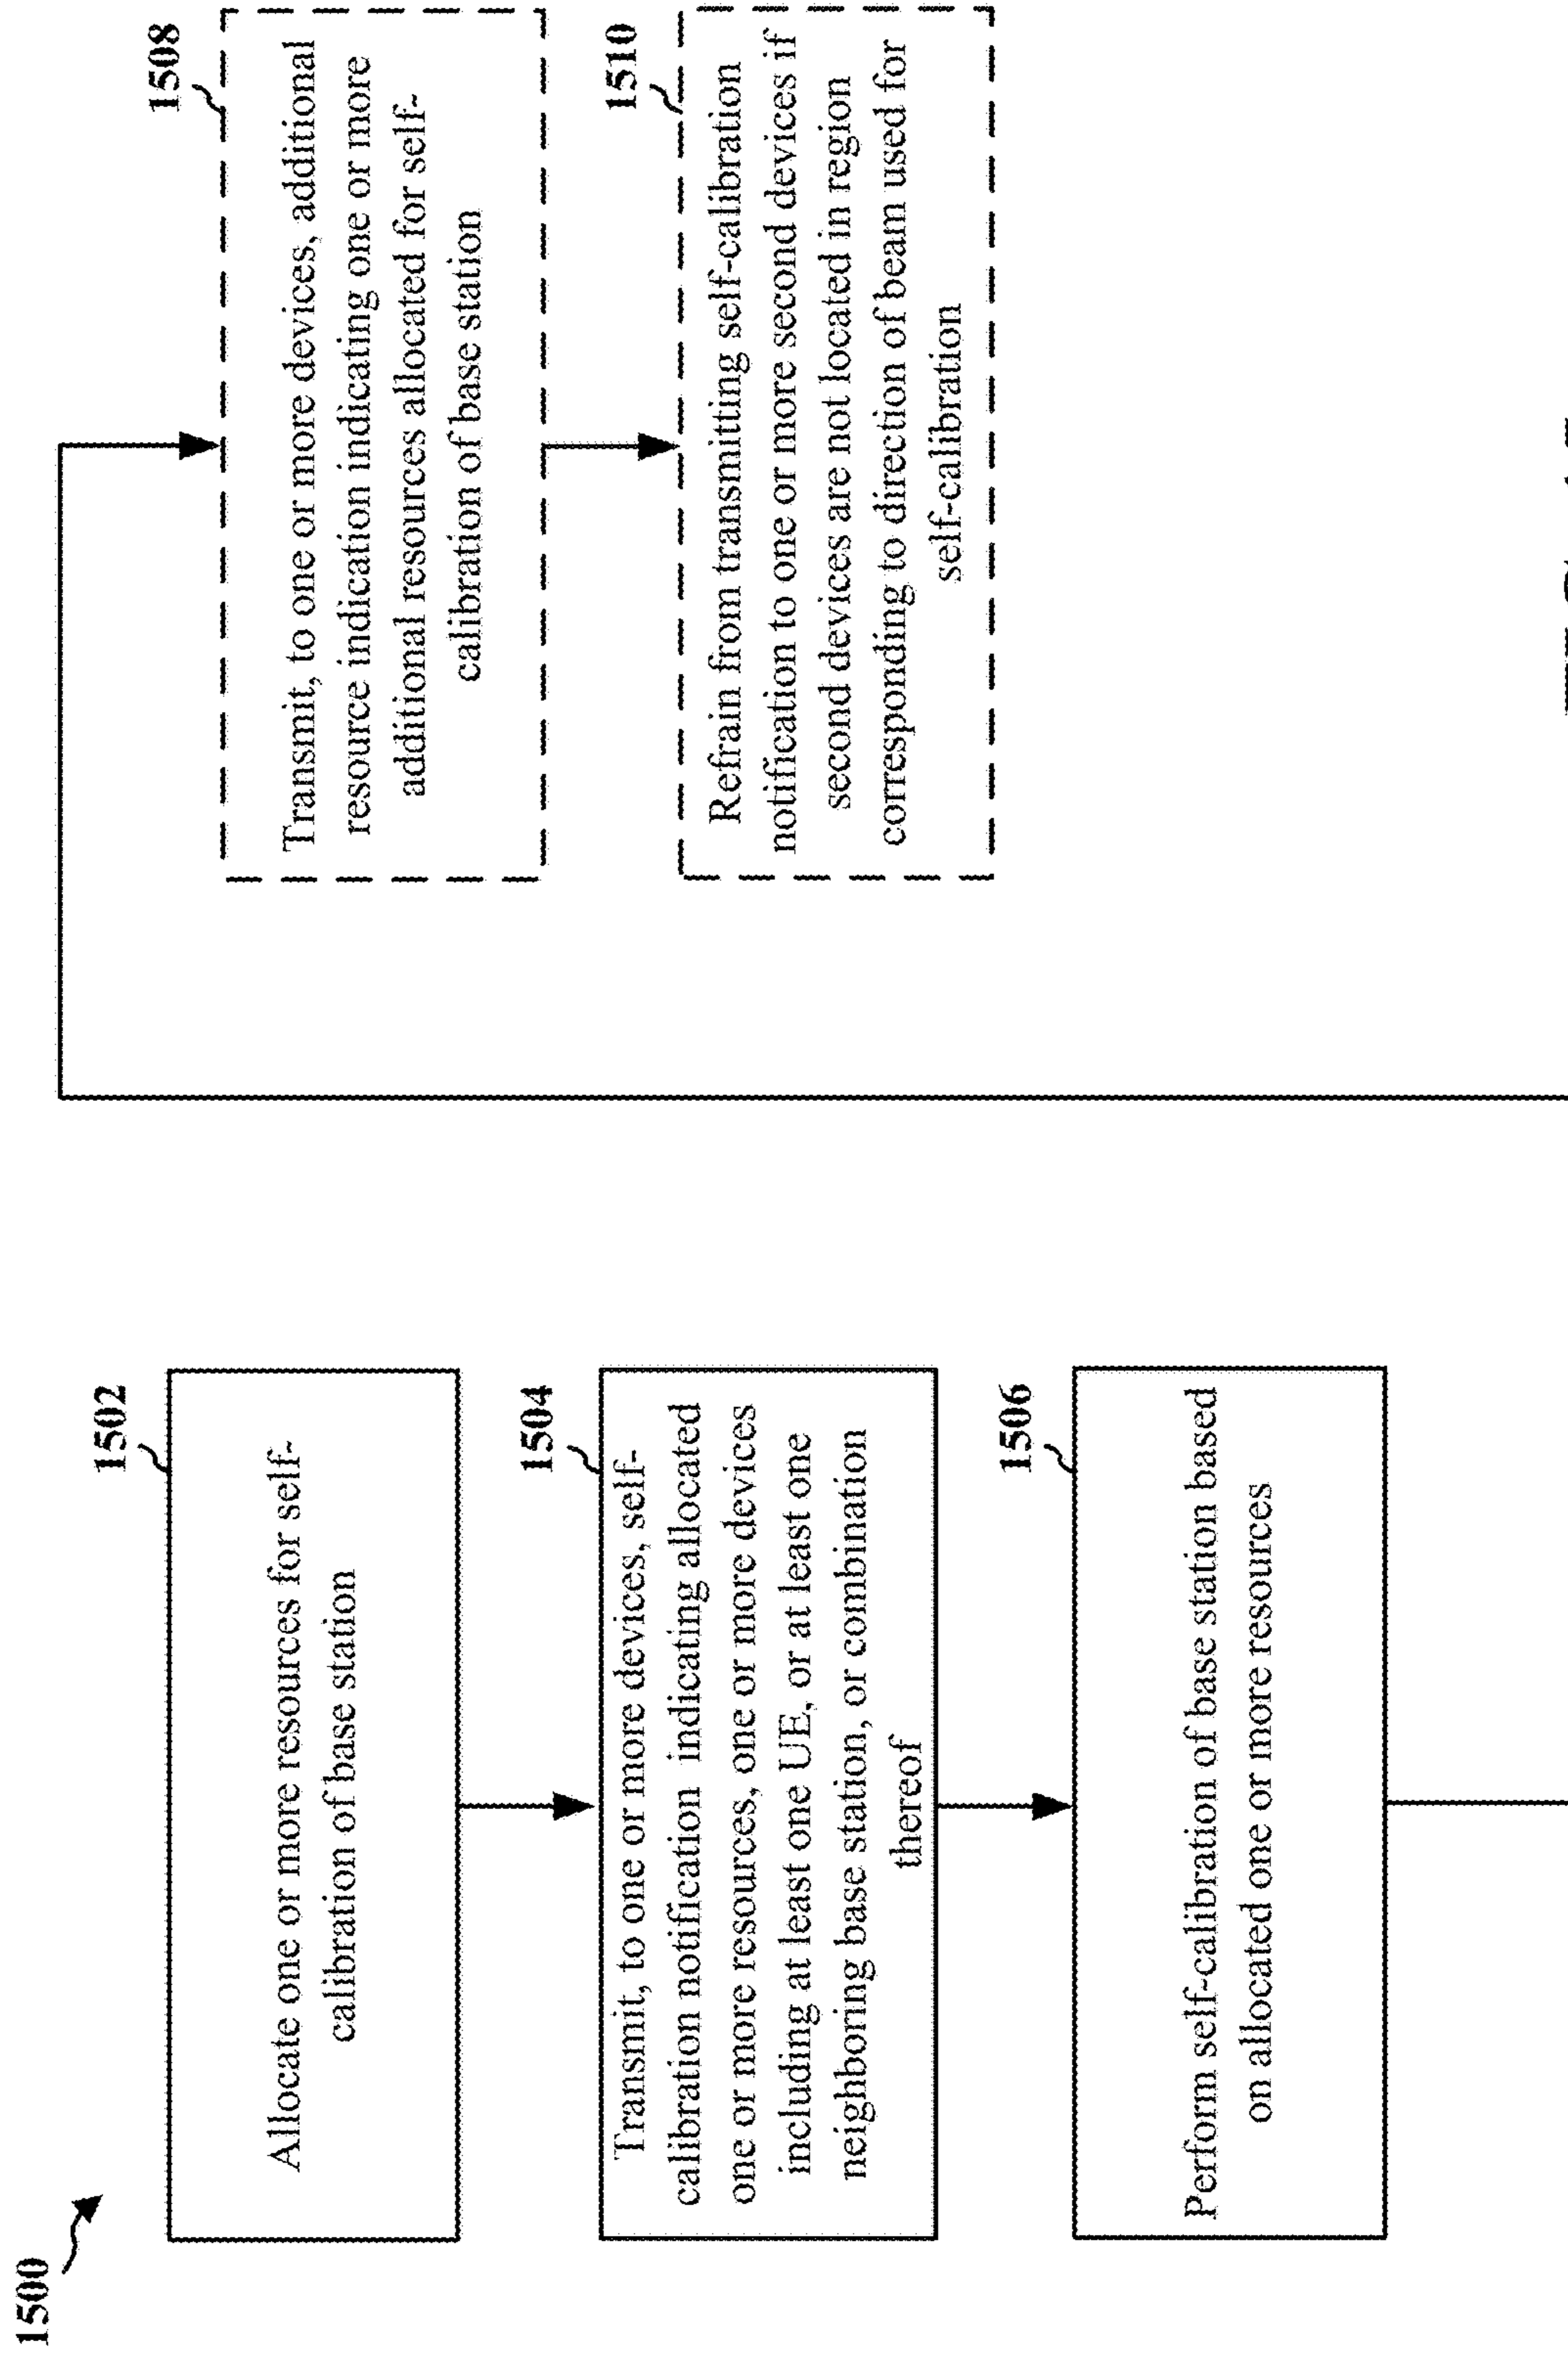 1500
1502
Allocate one or more resources for self-
calibration of base station
1504
Transmit, to one or more devices, self-
calibration notification indicating allocated
one or more resources, one or more devices
including at least one UE, or at least one
neighboring base station, or combination
thereof
1506
Perform self-calibration of base station based
on allocated one or more resources
1508
Transmit, to one or more devices, additional
resource indication indicating one or more
additional resources allocated for self-
calibration of base station
1510
Refrain from transmitting self-calibration
notification to one or more second devices if
second devices are not located in region
corresponding to direction of beam used for
self-calibration